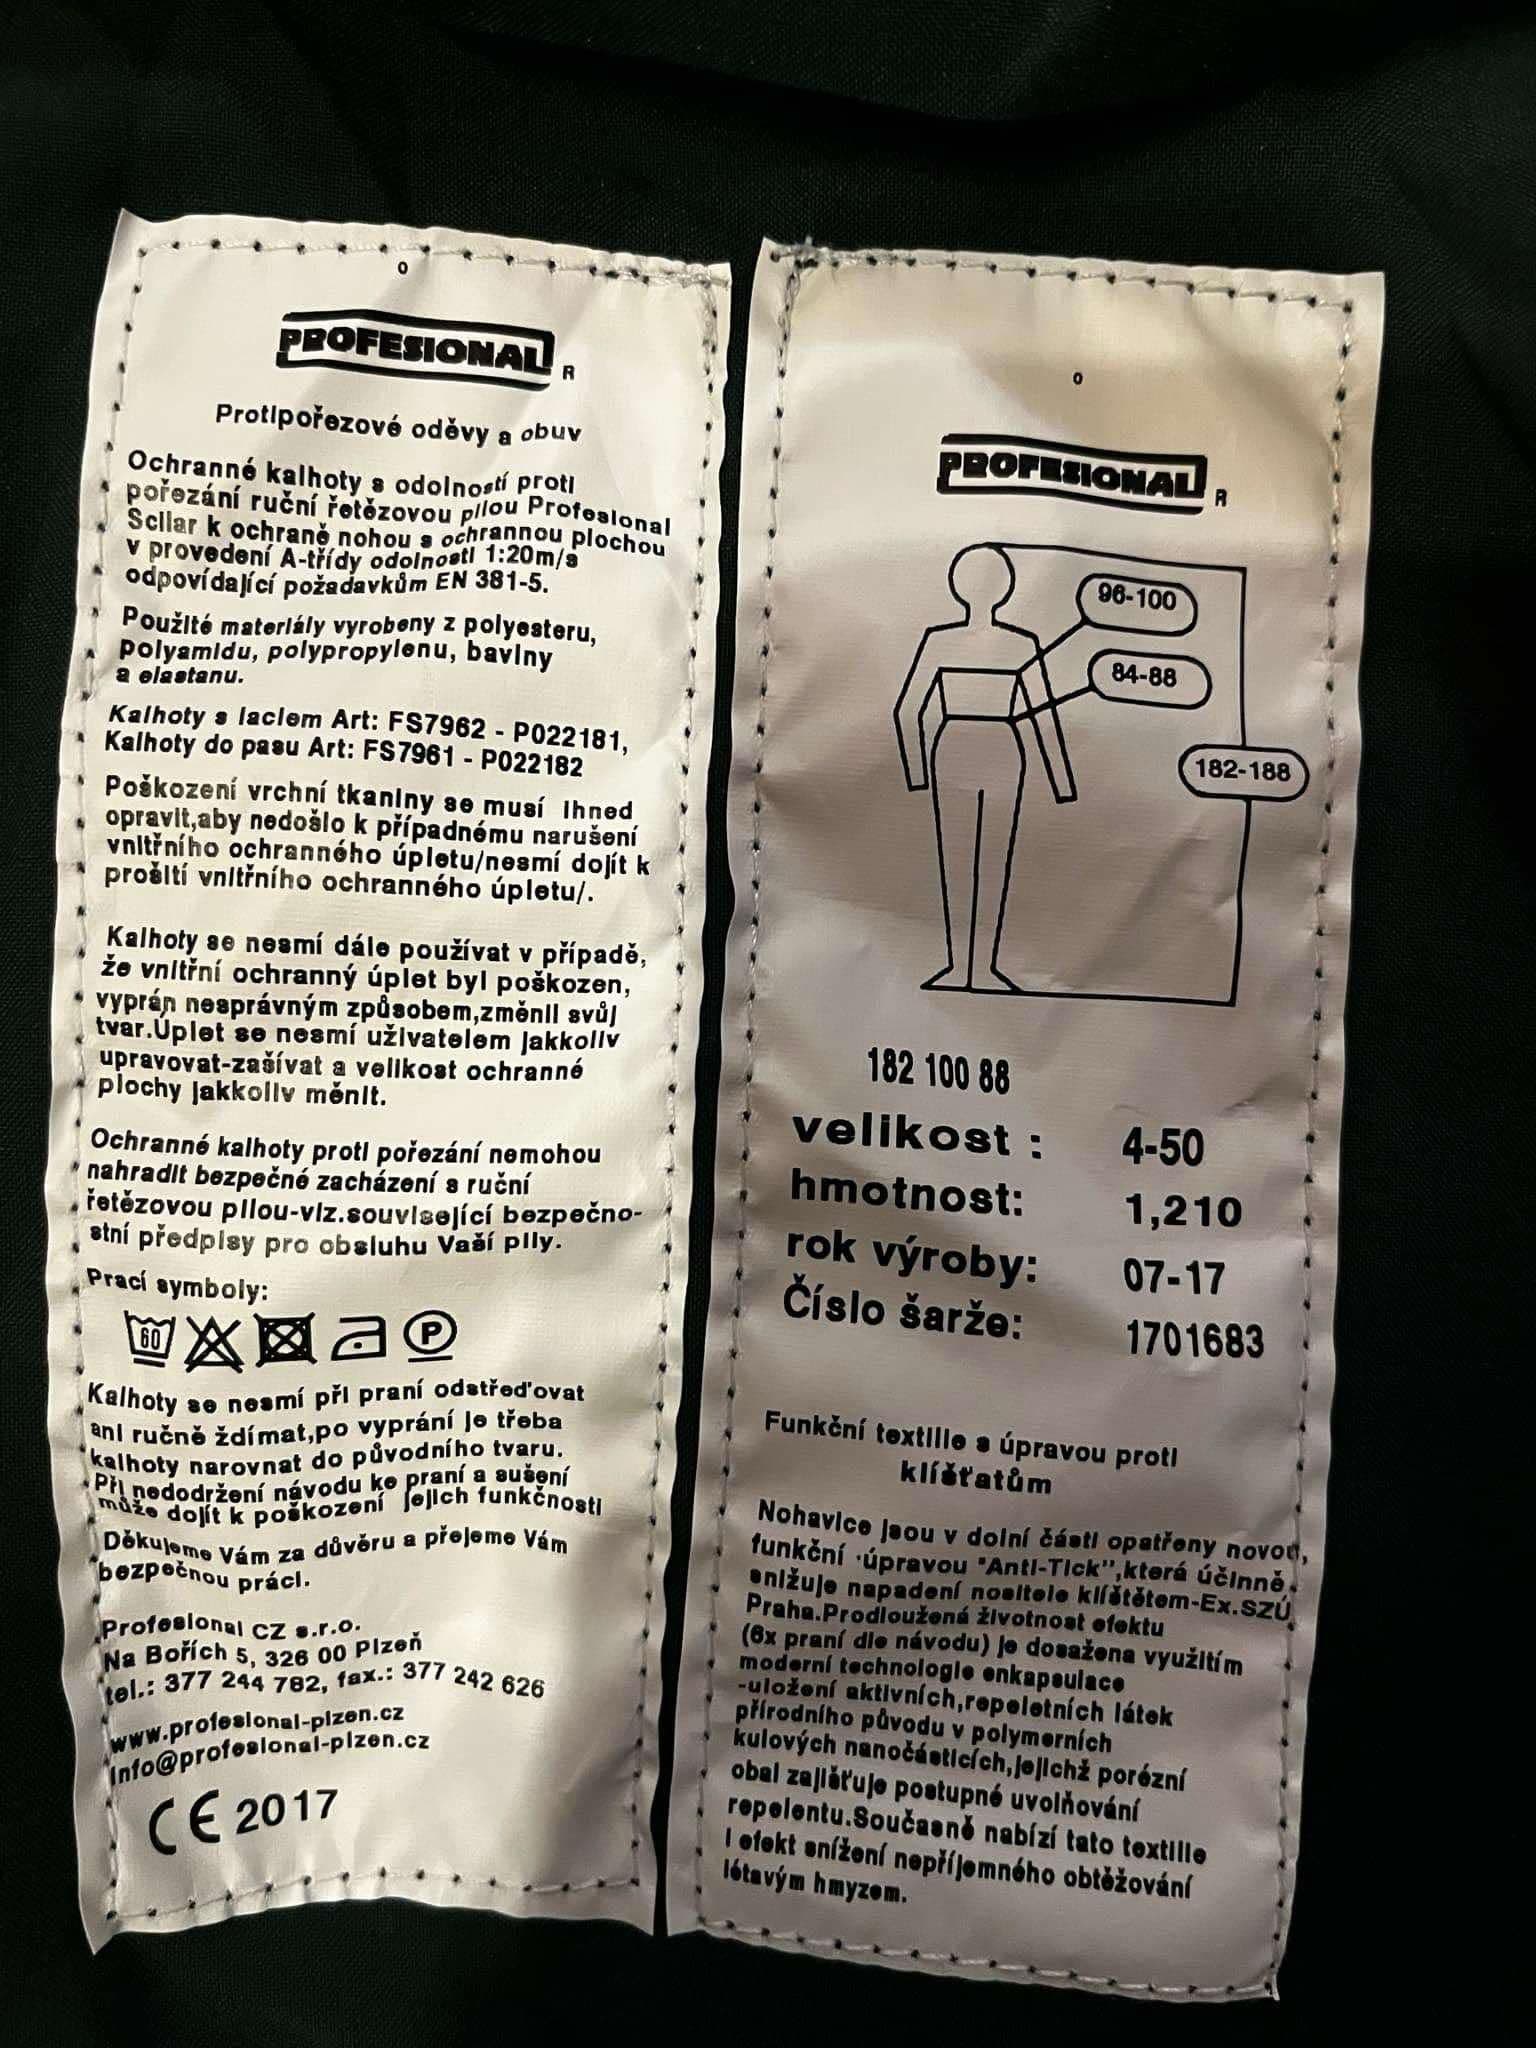 PROFESIONAL R
Protipořezové oděvy a obuv
Ochranné kalhoty s odolností proti
pořezání ruční řetězovou pilou Profesional
Scilar k ochraně nohou s ochrannou plochou
v provedení A-třídy odolnosti 1:20m/s
odpovídající požadavkům EN 381-5.
Použité materiály vyrobeny z polyesteru,
polyamidu, polypropylenu, bavlny
a elastanu.
Kalhoty s laclem Art: FS7962 - P022181,
Kalhoty do pasu Art: FS7961 - P022182
Poškození vrchní tkaniny se musí ihned
opravit,aby nedošlo k případnému narušení
vnitřního ochranného úpletu/nesmí dojít k
prošití vnitřního ochranného úpletu/.
Kalhoty se nesmí dále používat v případě,
že vnitřní ochranný úplet byl poškozen,
vyprán nesprávným způsobem,změnil svůj
tvar.Úplet se nesmí uživatelem jakkoliv
upravovat-zašívat a velikost ochranné
plochy jakkoliv měnit.
Ochranné kalhoty proti pořezání nemohou
nahradit bezpečné zacházení s ruční
řetězovou pilou-viz.související bezpečno-
stní předpisy pro obsluhu Vaší pily.
Prací symboly:
60 P
Kalhoty se nesmí při praní odstřeďovat
ani ručně ždímat,po vyprání je třeba
kalhoty narovnat do původního tvaru.
Při nedodržení návodu ke praní a sušení
může dojít k poškození jejich funkčnosti
Děkujeme Vám za důvěru a přejeme Vám
bezpečnou práci.
Profesional CZ s.r.o.
Na Bořích 5, 326 00 Plzeň
tel.: 377 244 782, fax.: 377 242 626
www.profesional-plzen.cz
info@profesional-plzen.cz
CE 2017
PROFESIONAL R
96-100
84-88
182-188
182 100 88
velikost : 4-50
hmotnost: 1,210
rok výroby: 07-17
Číslo šarže: 1701683
Funkční textilie s úpravou proti
klíšťatům
Nohavice jsou v dolní části opatřeny novou,
funkční úpravou "Anti-Tick",která účinně
snižuje napadení nositele klíštětem-Ex.SZÚ
Praha.Prodloužená životnost efektu
(6x praní dle návodu) je dosažena využitím
moderní technologie enkapsulace
-uložení aktivních,repeletních látek
přírodního původu v polymerních
kulových nanočásticích,jejichž porézní
obal zajišťuje postupné uvolňování
repelentu.Současně nabízí tato textilie
i efekt snížení nepříjemného obtěžování
létavým hmyzem.